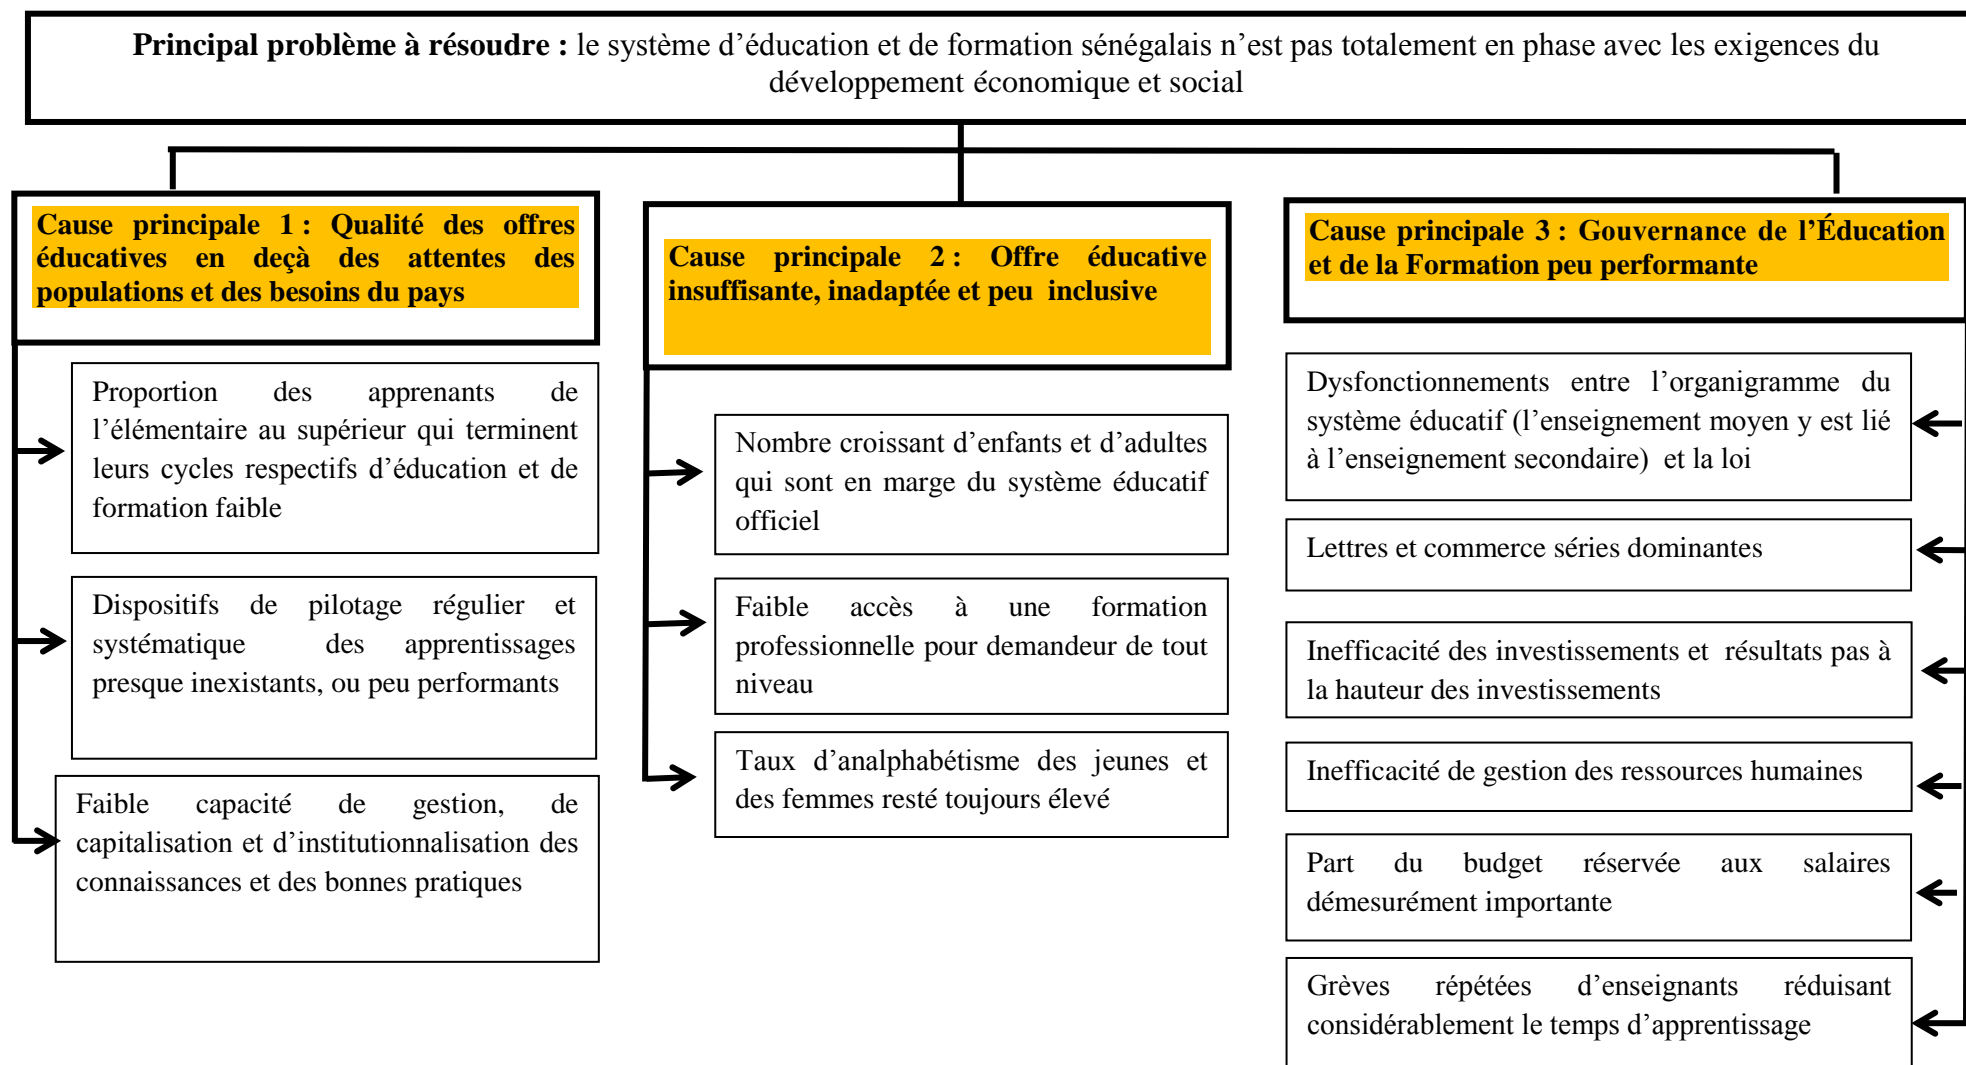 Principal problème à résoudre : le système d’éducation et de formation sénégalais n’est pas totalement en phase avec les exigences du
développement économique et social
Cause principale 1 : Qualité des offres
éducatives en deçà des attentes des
populations et des besoins du pays
Proportion des apprenants de
l’élémentaire au supérieur qui terminent
leurs cycles respectifs d’éducation et de
formation faible
Dispositifs de pilotage régulier et
systématique des apprentissages
presque inexistants, ou peu performants
Faible capacité de gestion, de
capitalisation et d’institutionnalisation des
connaissances et des bonnes pratiques
Cause principale 2 : Offre éducative
insuffisante, inadaptée et peu inclusive
Nombre croissant d’enfants et d’adultes
qui sont en marge du système éducatif
officiel
Faible accès à une formation
professionnelle pour demandeur de tout
niveau
Taux d’analphabétisme des jeunes et
des femmes resté toujours élevé
Cause principale 3 : Gouvernance de l’Éducation
et de la Formation peu performante
Dysfonctionnements entre l’organigramme du
système éducatif (l’enseignement moyen y est lié
à l’enseignement secondaire) et la loi
Lettres et commerce séries dominantes
Inefficacité des investissements et résultats pas à
la hauteur des investissements
Inefficacité de gestion des ressources humaines
Part du budget réservée aux salaires
démesurément importante
Grèves répétées d’enseignants réduisant
considérablement le temps d’apprentissage